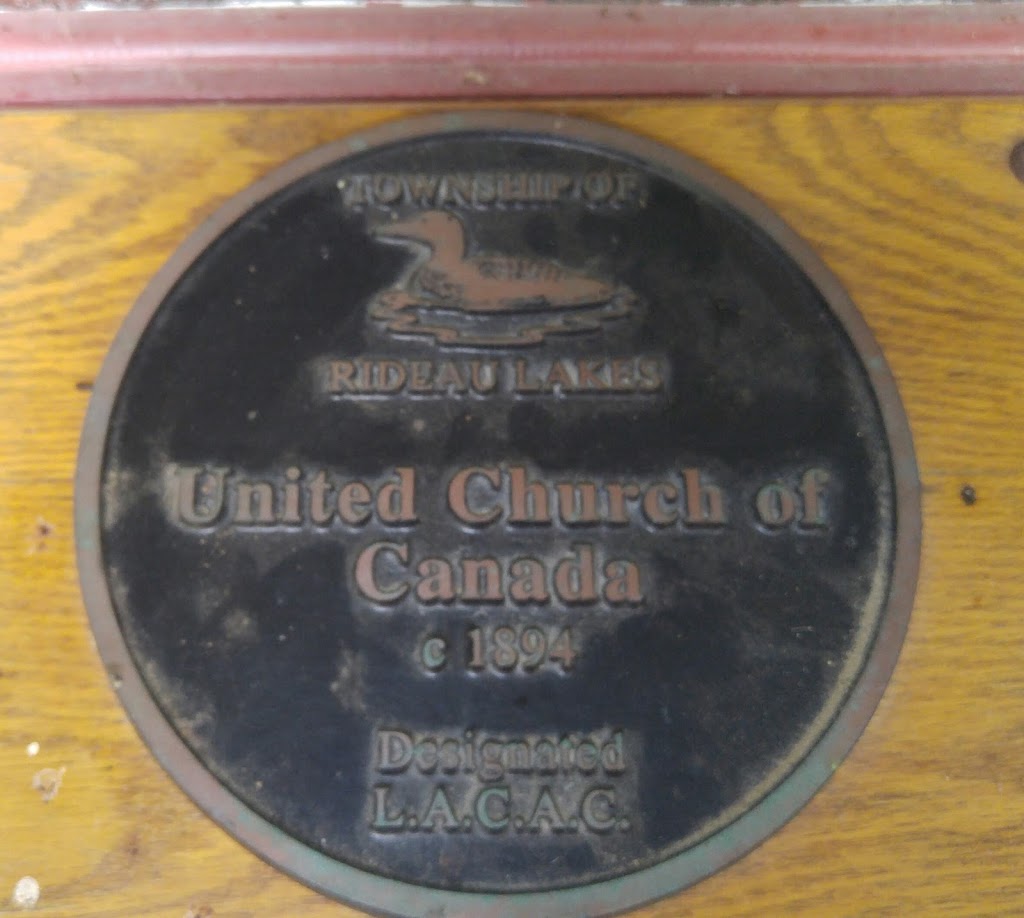 TOWNSHIP OF
RIDEAU LAKES
United Church of
Canada
c 1894
Designated
L.A.C.A.C.